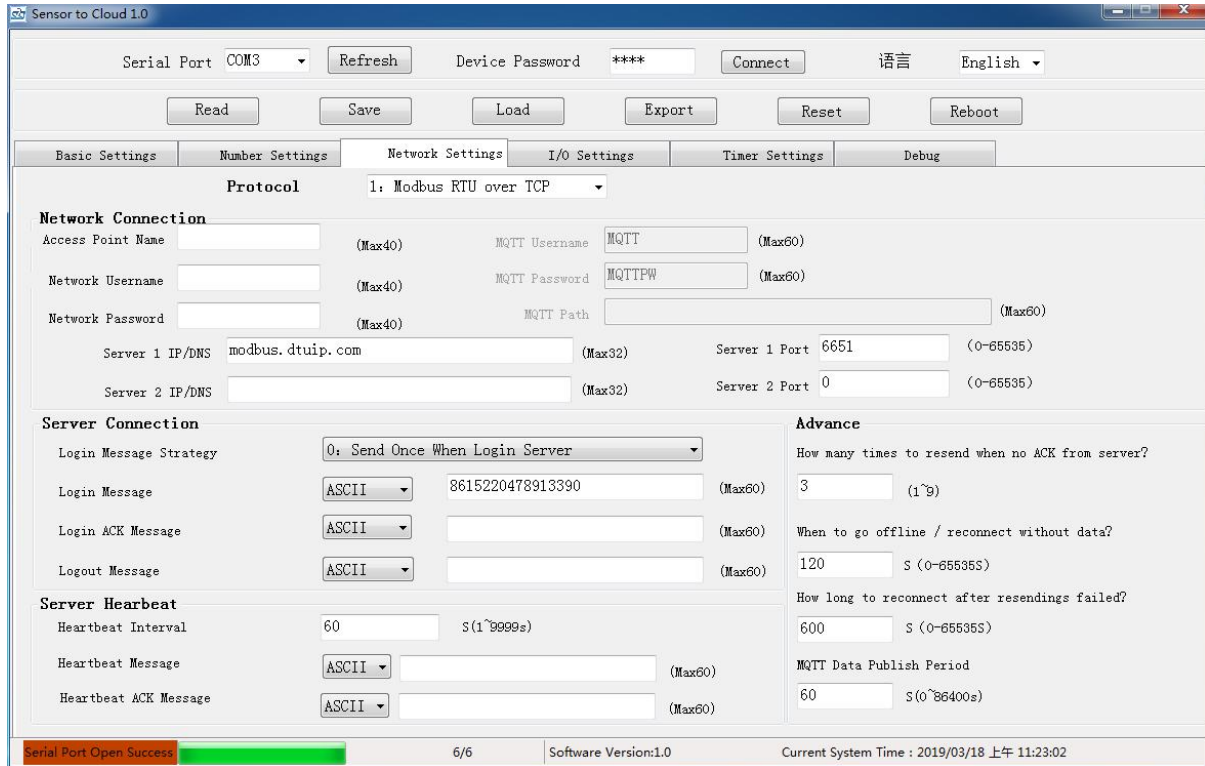 Sensor to Cloud 1.0
Serial Port COM3 Refresh Device Password **** Connect 语言 English
Read Save Load Export Reset Reboot
Basic Settings Number Settings Network Settings I/O Settings Timer Settings Debug
Protocol 1: Modbus RTU over TCP
Network Connection
Access Point Name (Max40) MQTT Username MQTT (Max60)
Network Username (Max40) MQTT Password MQTTPW (Max60)
Network Password (Max40) MQTT Path (Max60)
Server 1 IP/DNS modbus.dtuip.com (Max32) Server 1 Port 6651 (0-65535)
Server 2 IP/DNS (Max32) Server 2 Port 0 (0-65535)
Server Connection
Login Message Strategy 0: Send Once When Login Server
Login Message ASCII 8615220478913390 (Max60)
Login ACK Message ASCII (Max60)
Logout Message ASCII (Max60)
Server Hearbeat
Heartbeat Interval 60 S(1~9999s)
Heartbeat Message ASCII (Max60)
Heartbeat ACK Message ASCII (Max60)
Advance
How many times to resend when no ACK from server?
3 (1~9)
When to go offline / reconnect without data?
120 S (0-65535S)
How long to reconnect after resendings failed?
600 S (0-65535S)
MQTT Data Publish Period
60 S(0~86400s)
Serial Port Open Success 6/6 Software Version:1.0 Current System Time : 2019/03/18 上午 11:23:02